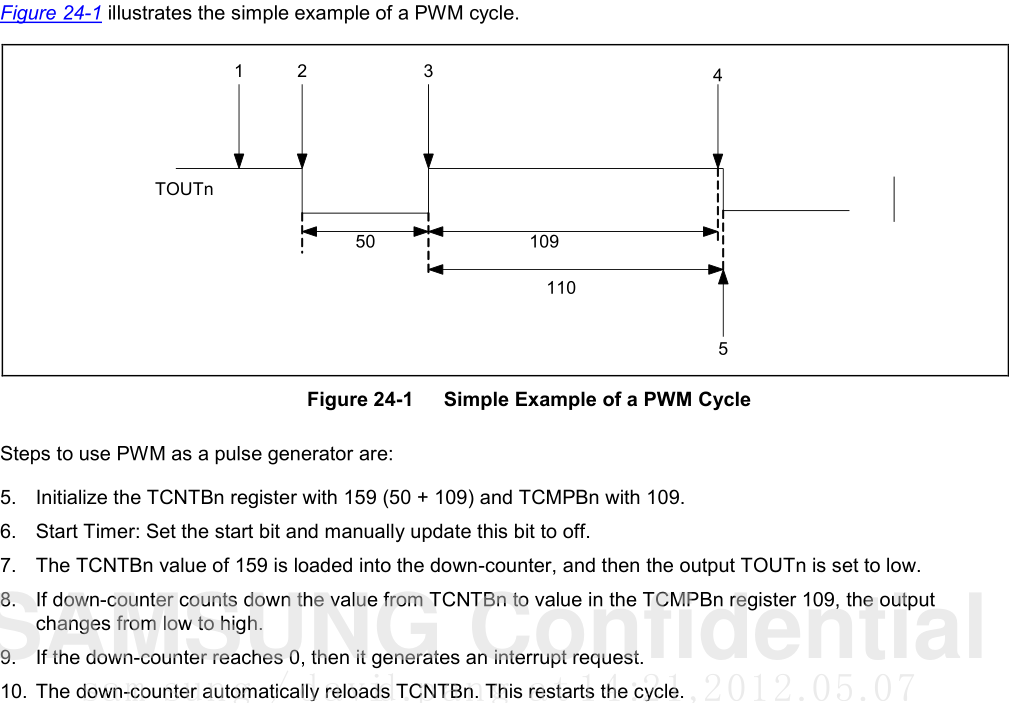 Figure 24-1 illustrates the simple example of a PWM cycle.
1 2 3 4
TOUTn
50 109
110
5
Figure 24-1 Simple Example of a PWM Cycle
Steps to use PWM as a pulse generator are:
5. Initialize the TCNTBn register with 159 (50 + 109) and TCMPBn with 109.
6. Start Timer: Set the start bit and manually update this bit to off.
7. The TCNTBn value of 159 is loaded into the down-counter, and then the output TOUTn is set to low.
8. If down-counter counts down the value from TCNTBn to value in the TCMPBn register 109, the output
changes from low to high.
SAMSUNG Confidential
9. If the down-counter reaches 0, then it generates an interrupt request.
10. The down-counter automatically reloads TCNTBn. This restarts the cycle.
at 14:21,2012.05.07